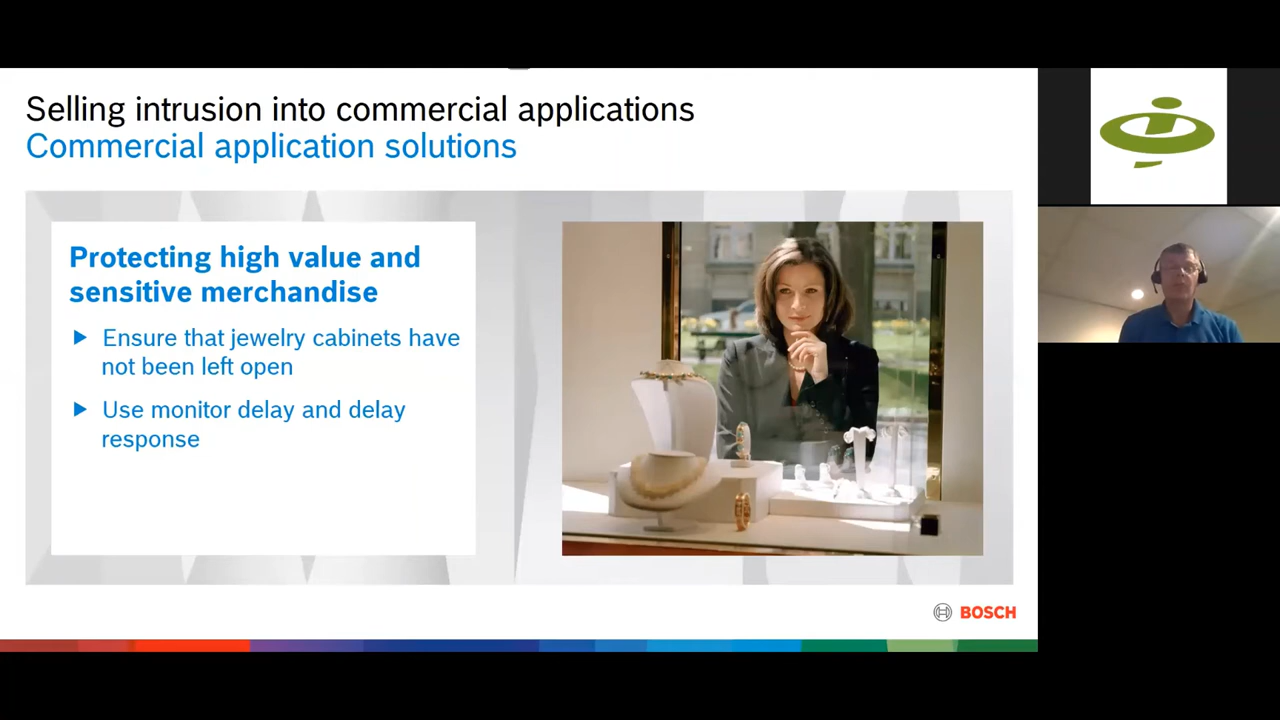 Selling intrusion into commercial applications
Commercial application solutions
Protecting high value and
sensitive merchandise
Ensure that jewelry cabinets have
not been left open
Use monitor delay and delay
response
BOSCH